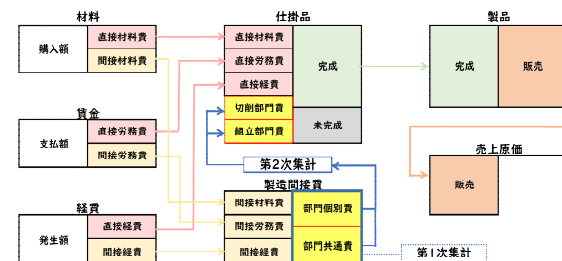 材料
仕掛品
製品
購入額
直接材料費
間接材料費
直接材料費
直接労務費
直接経費
切削部門費
組立部門費
完成
未完成
完成
販売
賃金
支払額
直接労務費
間接労務費
第2次集計
売上原価
販売
製造間接費
間接材料費
間接労務費
間接経費
部門個別費
部門共通費
経費
発生額
直接経費
間接経費
第1次集計